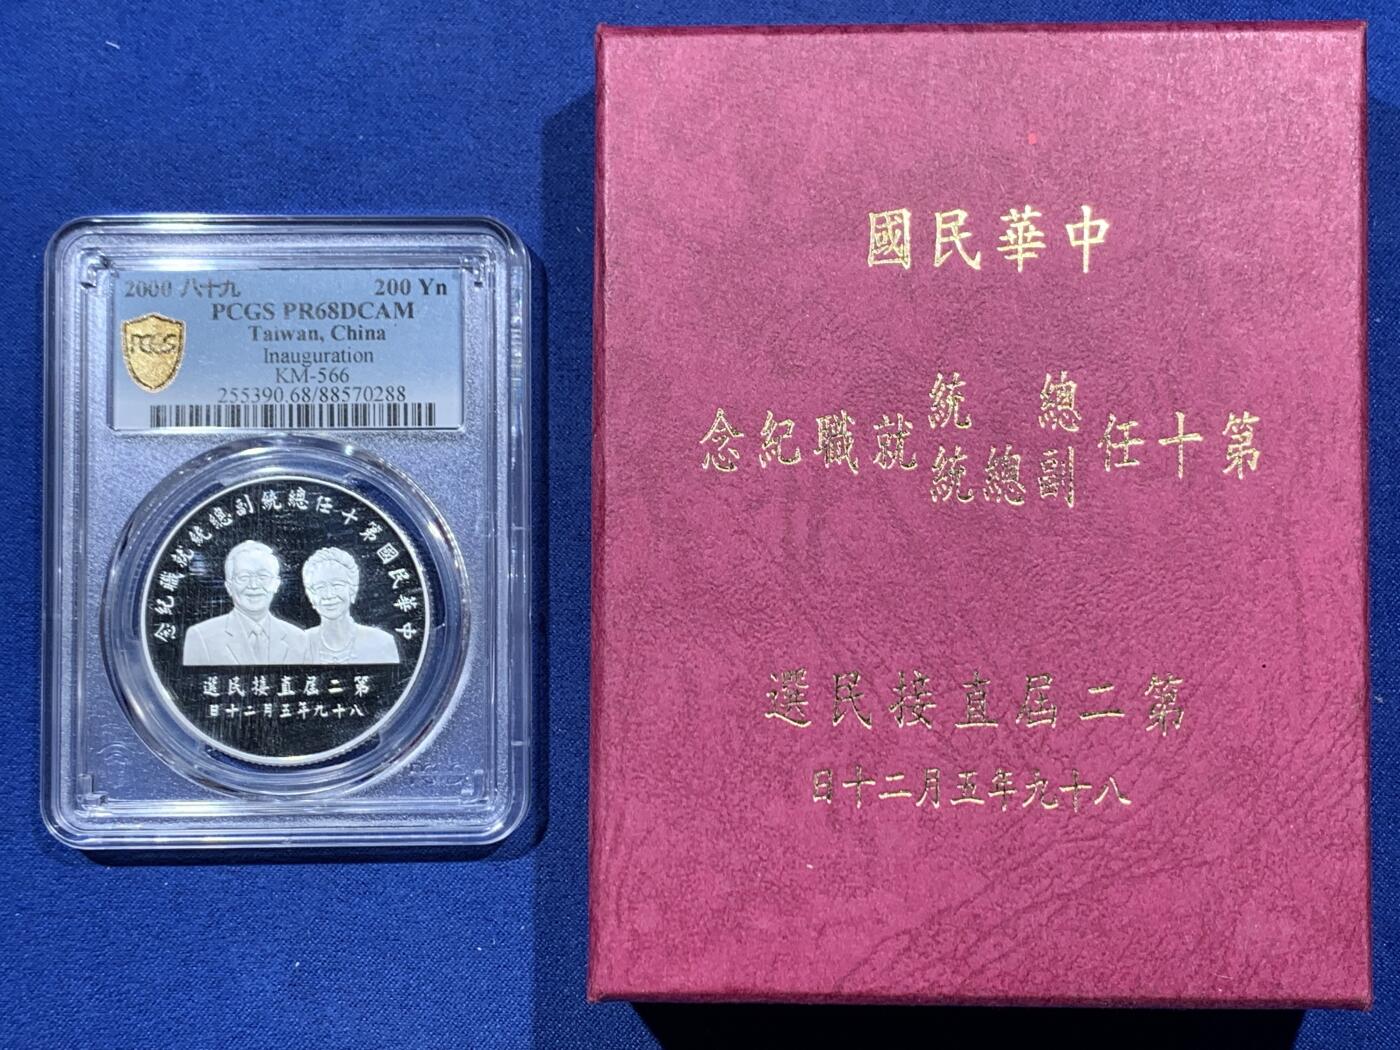 2000 八十九 200 Yn
PCGS PR68DCAM
Taiwan, China
Inauguration
KM-566
255390.68/88570288
PCGS
中華民國第十任總統副總統就職紀念
第二屆直接民選
八十九年五月二十日
中華民國
第十任總統副總統就職紀念
第二屆直接民選
八十九年五月二十日